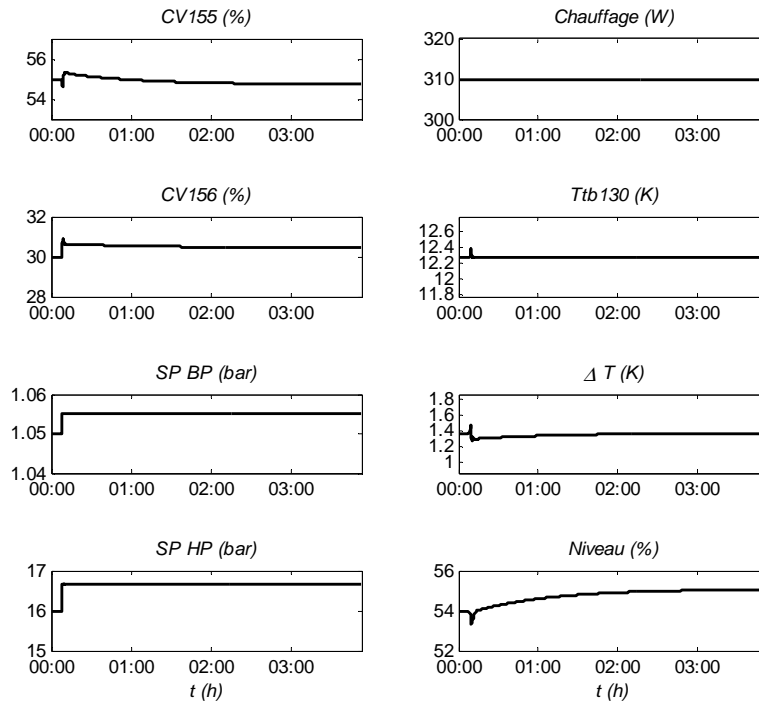 CV155 (%)
56
54
00:00 01:00 02:00 03:00
Chauffage (W)
320
310
300
00:00 01:00 02:00 03:00
CV156 (%)
32
30
28
00:00 01:00 02:00 03:00
Ttb130 (K)
12.6
12.4
12.2
12
11.8
00:00 01:00 02:00 03:00
SP BP (bar)
1.06
1.05
1.04
00:00 01:00 02:00 03:00
Δ T (K)
1.8
1.6
1.4
1.2
1
00:00 01:00 02:00 03:00
SP HP (bar)
17
16
15
00:00 01:00 02:00 03:00
t (h)
Niveau (%)
56
54
52
00:00 01:00 02:00 03:00
t (h)